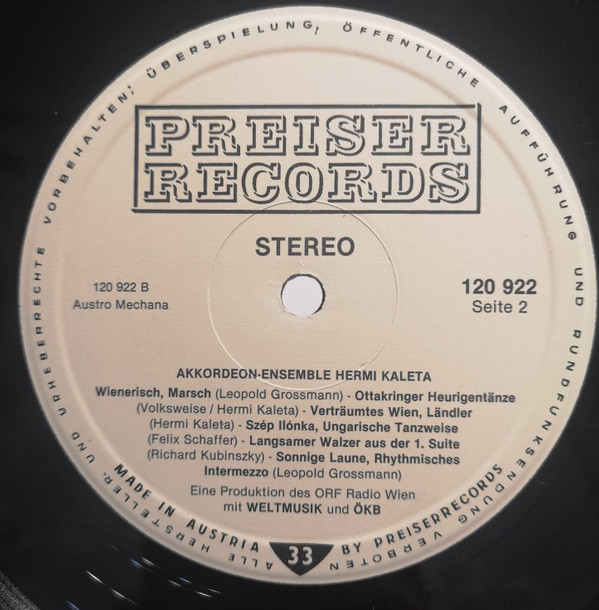 ALLE HERSTELLER- UND URHEBERRECHTE VORBEHALTEN; ÜBERSPIELUNG, ÖFFENTLICHE AUFFÜHRUNG UND RUNDFUNKSENDUNG VERBOTEN
PREISER
RECORDS
STEREO
120 922 B
Austro Mechana
120 922
Seite 2
AKKORDEON-ENSEMBLE HERMI KALETA
Wienerisch, Marsch (Leopold Grossmann) - Ottakringer Heurigentänze
(Volksweise / Hermi Kaleta) - Verträumtes Wien, Ländler
(Hermi Kaleta) - Szép Ilónka, Ungarische Tanzweise
(Felix Schaffer) - Langsamer Walzer aus der 1. Suite
(Richard Kubinszky) - Sonnige Laune, Rhythmisches
Intermezzo (Leopold Grossmann)
Eine Produktion des ORF Radio Wien
mit WELTMUSIK und ÖKB
MADE IN AUSTRIA 33 BY PREISERRECORDS